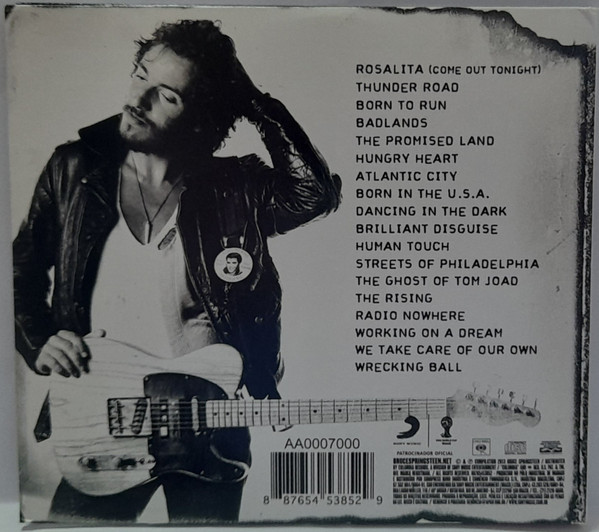 ROSALITA (COME OUT TONIGHT)
THUNDER ROAD
BORN TO RUN
BADLANDS
THE PROMISED LAND
HUNGRY HEART
ATLANTIC CITY
BORN IN THE U.S.A.
DANCING IN THE DARK
BRILLIANT DISGUISE
HUMAN TOUCH
STREETS OF PHILADELPHIA
THE GHOST OF TOM JOAD
THE RISING
RADIO NOWHERE
WORKING ON A DREAM
WE TAKE CARE OF OUR OWN
WRECKING BALL
SONY MUSIC
PATROCINADOR OFICIAL
AA0007000
8 87654 53852 9
BRUCESPRINGSTEEN.NET